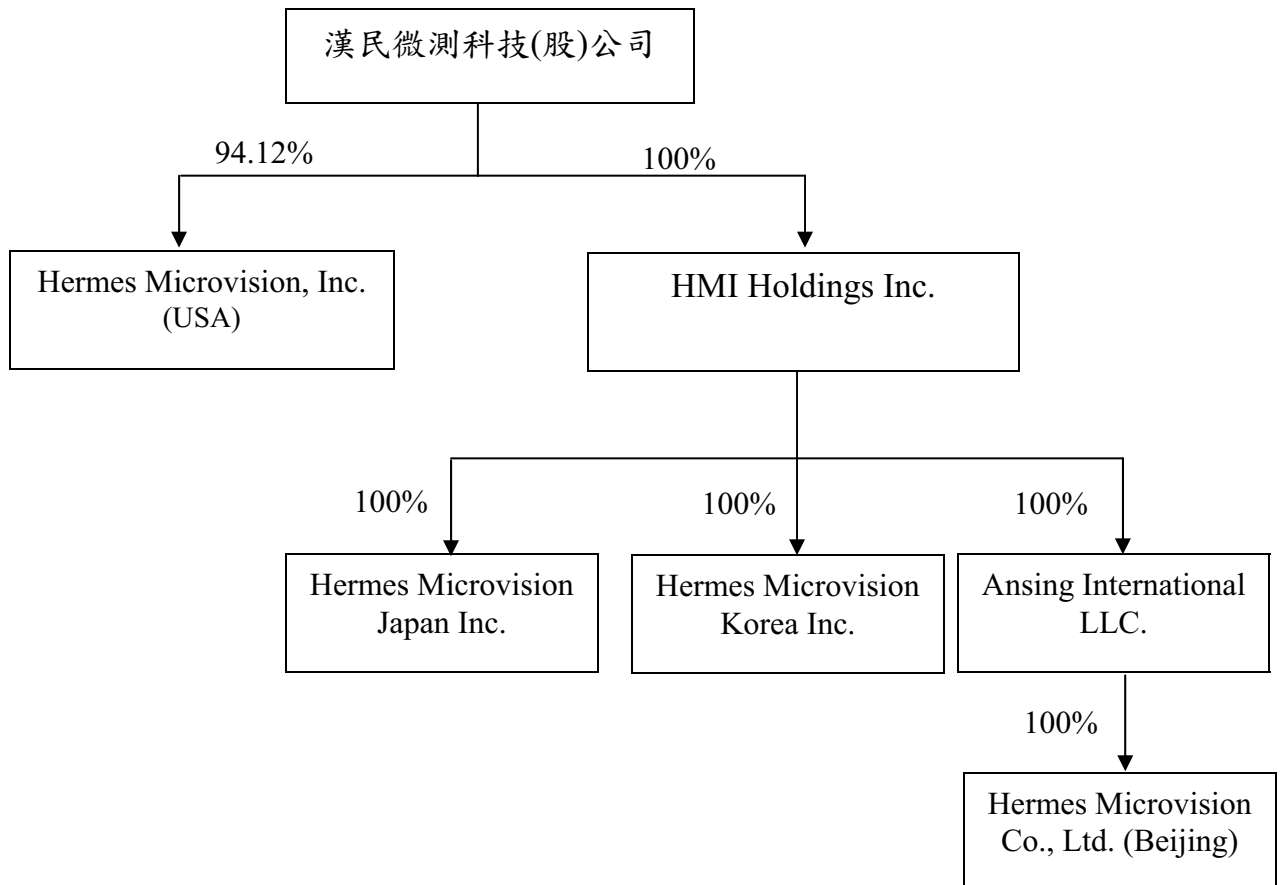 漢民微測科技(股)公司
94.12%
100%
Hermes Microvision, Inc.
(USA)
HMI Holdings Inc.
100%
100%
100%
Hermes Microvision
Japan Inc.
Hermes Microvision
Korea Inc.
Ansing International
LLC.
100%
Hermes Microvision
Co., Ltd. (Beijing)